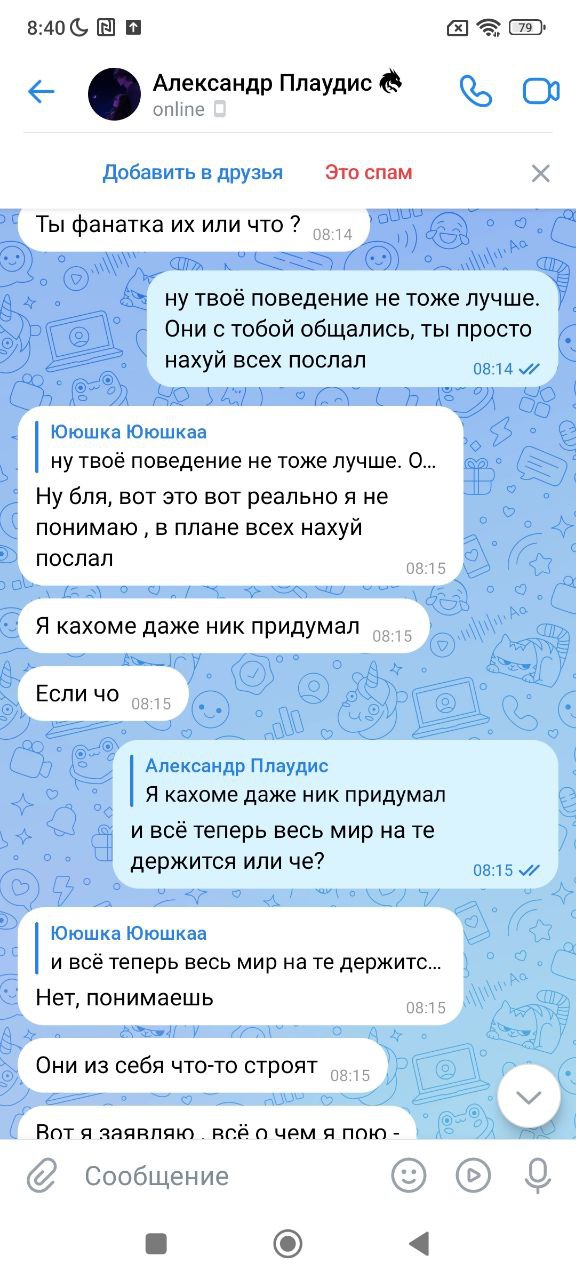 8:40
79
Александр Плаудис
online
Добавить в друзья Это спам
Ты фанатка их или что ? 08:14
ну твоё поведение не тоже лучше.
Они с тобой общались, ты просто
нахуй всех послал 08:14
Ююшка Ююшкаа
ну твоё поведение не тоже лучше. О...
Ну бля, вот это вот реально я не
понимаю , в плане всех нахуй
послал 08:15
Я кахоме даже ник придумал 08:15
Если чо 08:15
Александр Плаудис
Я кахоме даже ник придумал
и всё теперь весь мир на те
держится или че? 08:15
Ююшка Ююшкаа
и всё теперь весь мир на те держитс...
Нет, понимаешь 08:15
Они из себя что-то строят 08:15
Вот я заявляю , всё о чем я пою -
Сообщение